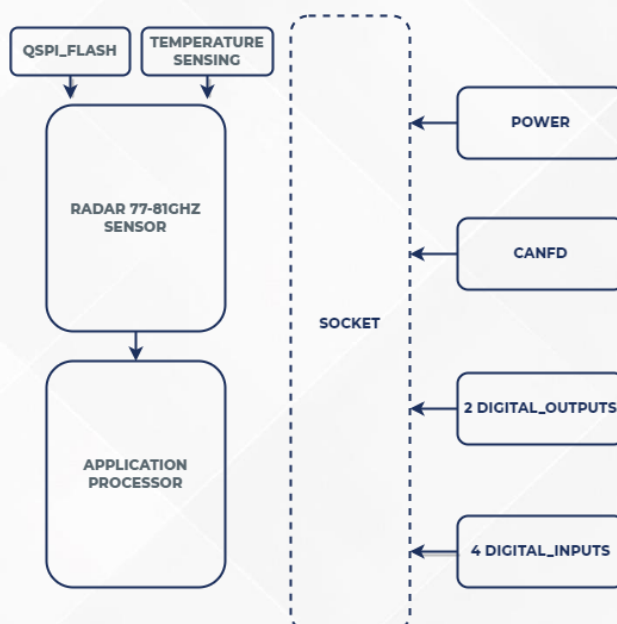 QSPI_FLASH
TEMPERATURE
SENSING
POWER
RADAR 77-81GHZ
SENSOR
CANFD
SOCKET
2 DIGITAL_OUTPUTS
APPLICATION
PROCESSOR
4 DIGITAL_INPUTS